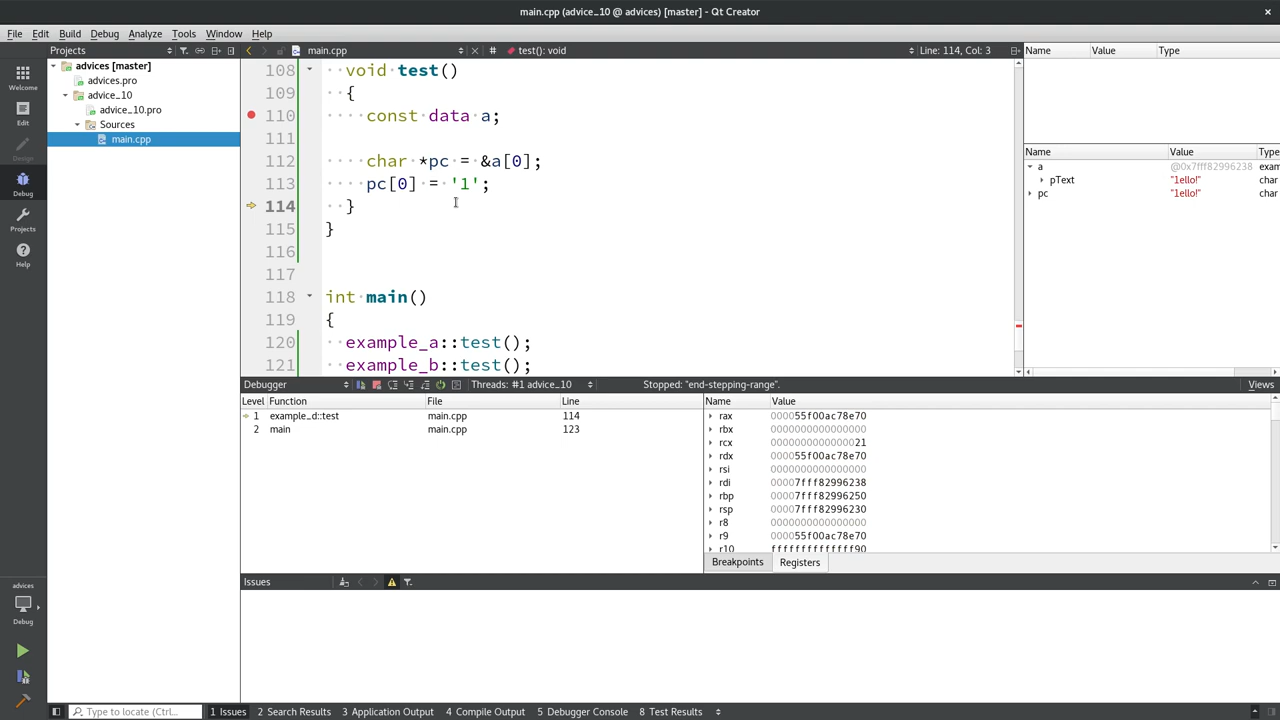 main.cpp (advice_10 @ advices) [master] - Qt Creator
File Edit Build Debug Analyze Tools Window Help
Projects main.cpp # test(): void Line: 114, Col: 3
Name Value Type
Welcome
Edit
Design
Debug
Projects
Help
advices [master]
advices.pro
advice_10
advice_10.pro
Sources
main.cpp
108 void test()
109 {
110 const data a;
111
112 char *pc = &a[0];
113 pc[0] = '1';
114 }
115 }
116
117
118 int main()
119 {
120 example_a::test();
121 example_b::test();
Name Value Type
a @0x7fff82996238 exam
pText "1ello!" char
pc "1ello!" char
Debugger Threads: #1 advice_10 Stopped: "end-stepping-range". Views
Level Function File Line
1 example_d::test main.cpp 114
2 main main.cpp 123
Name Value
rax 000055f00ac78e70
rbx 0000000000000000
rcx 0000000000000021
rdx 000055f00ac78e70
rsi 0000000000000000
rdi 00007fff82996238
rbp 00007fff82996250
rsp 00007fff82996230
r8 0000000000000000
r9 000055f00ac78e70
r10 ffffffffffffff90
Breakpoints Registers
Issues
advices
Debug
Type to locate (Ctrl... 1 Issues 2 Search Results 3 Application Output 4 Compile Output 5 Debugger Console 8 Test Results